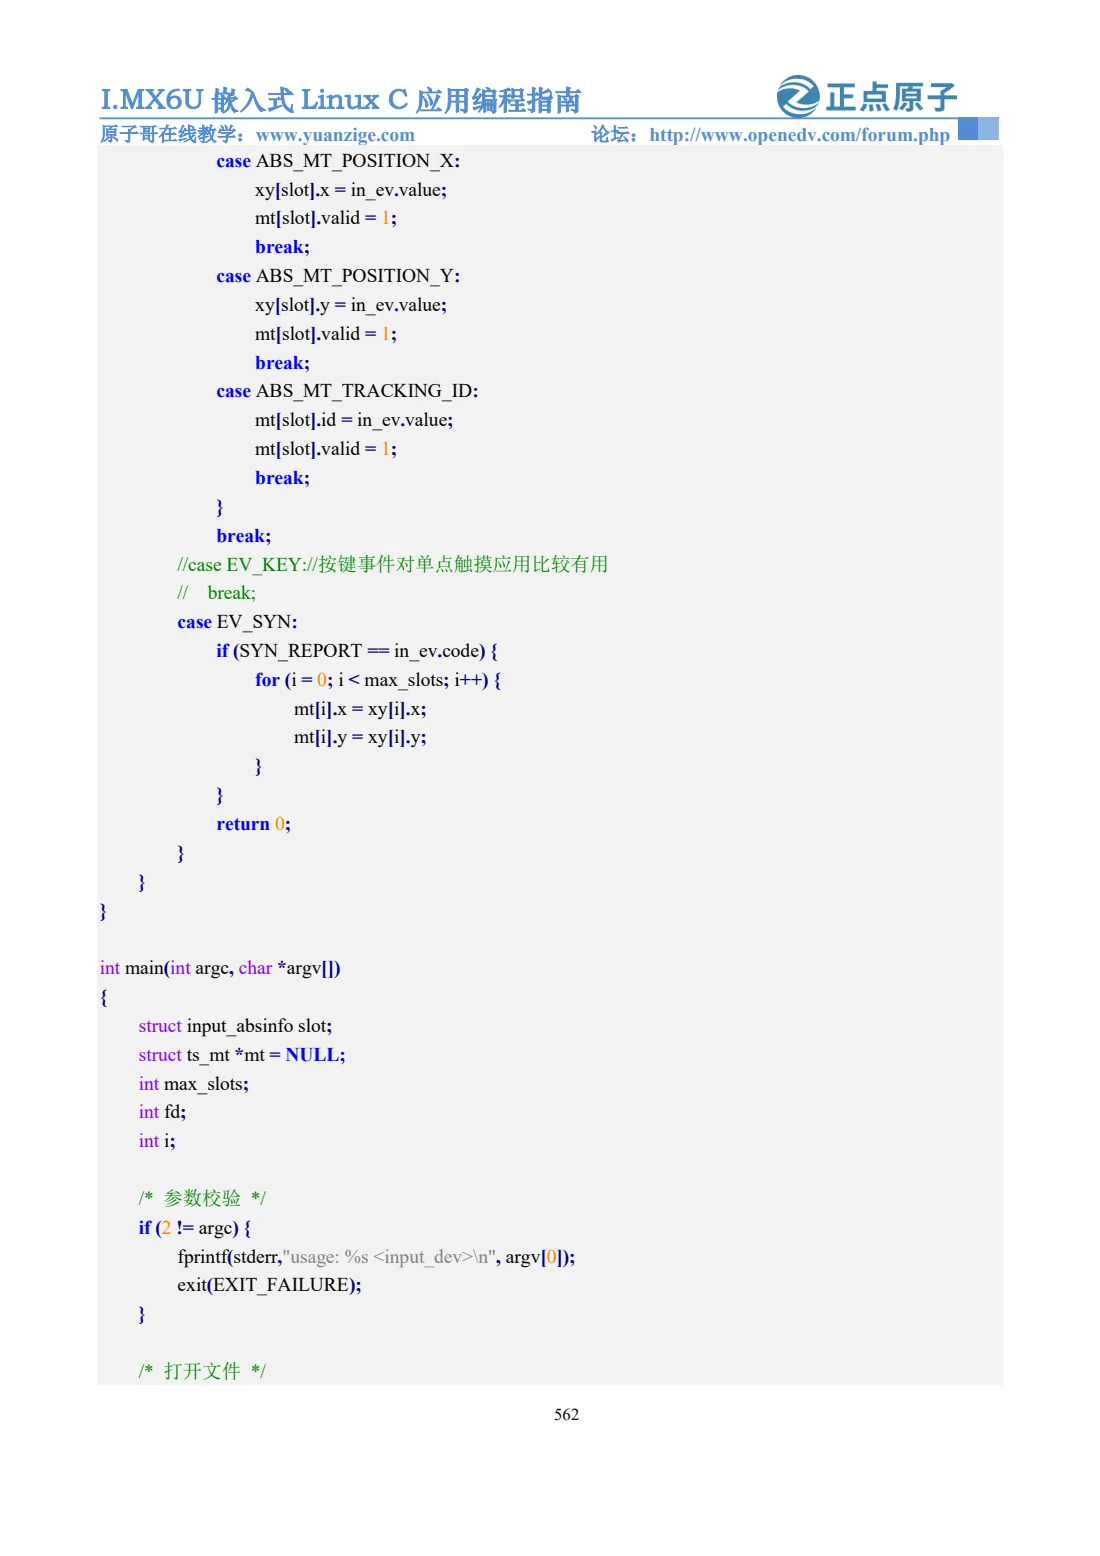 I.MX6U 嵌入式 Linux C 应用编程指南
正点原子
原子哥在线教学：www.yuanzige.com 论坛：http://www.openedv.com/forum.php
case ABS_MT_POSITION_X:
xy[slot].x = in_ev.value;
mt[slot].valid = 1;
break;
case ABS_MT_POSITION_Y:
xy[slot].y = in_ev.value;
mt[slot].valid = 1;
break;
case ABS_MT_TRACKING_ID:
mt[slot].id = in_ev.value;
mt[slot].valid = 1;
break;
}
break;
//case EV_KEY://按键事件对单点触摸应用比较有用
// break;
case EV_SYN:
if (SYN_REPORT == in_ev.code) {
for (i = 0; i < max_slots; i++) {
mt[i].x = xy[i].x;
mt[i].y = xy[i].y;
}
}
return 0;
}
}
}
int main(int argc, char *argv[])
{
struct input_absinfo slot;
struct ts_mt *mt = NULL;
int max_slots;
int fd;
int i;
/* 参数校验 */
if (2 != argc) {
fprintf(stderr,"usage: %s <input_dev>\n", argv[0]);
exit(EXIT_FAILURE);
}
/* 打开文件 */
562